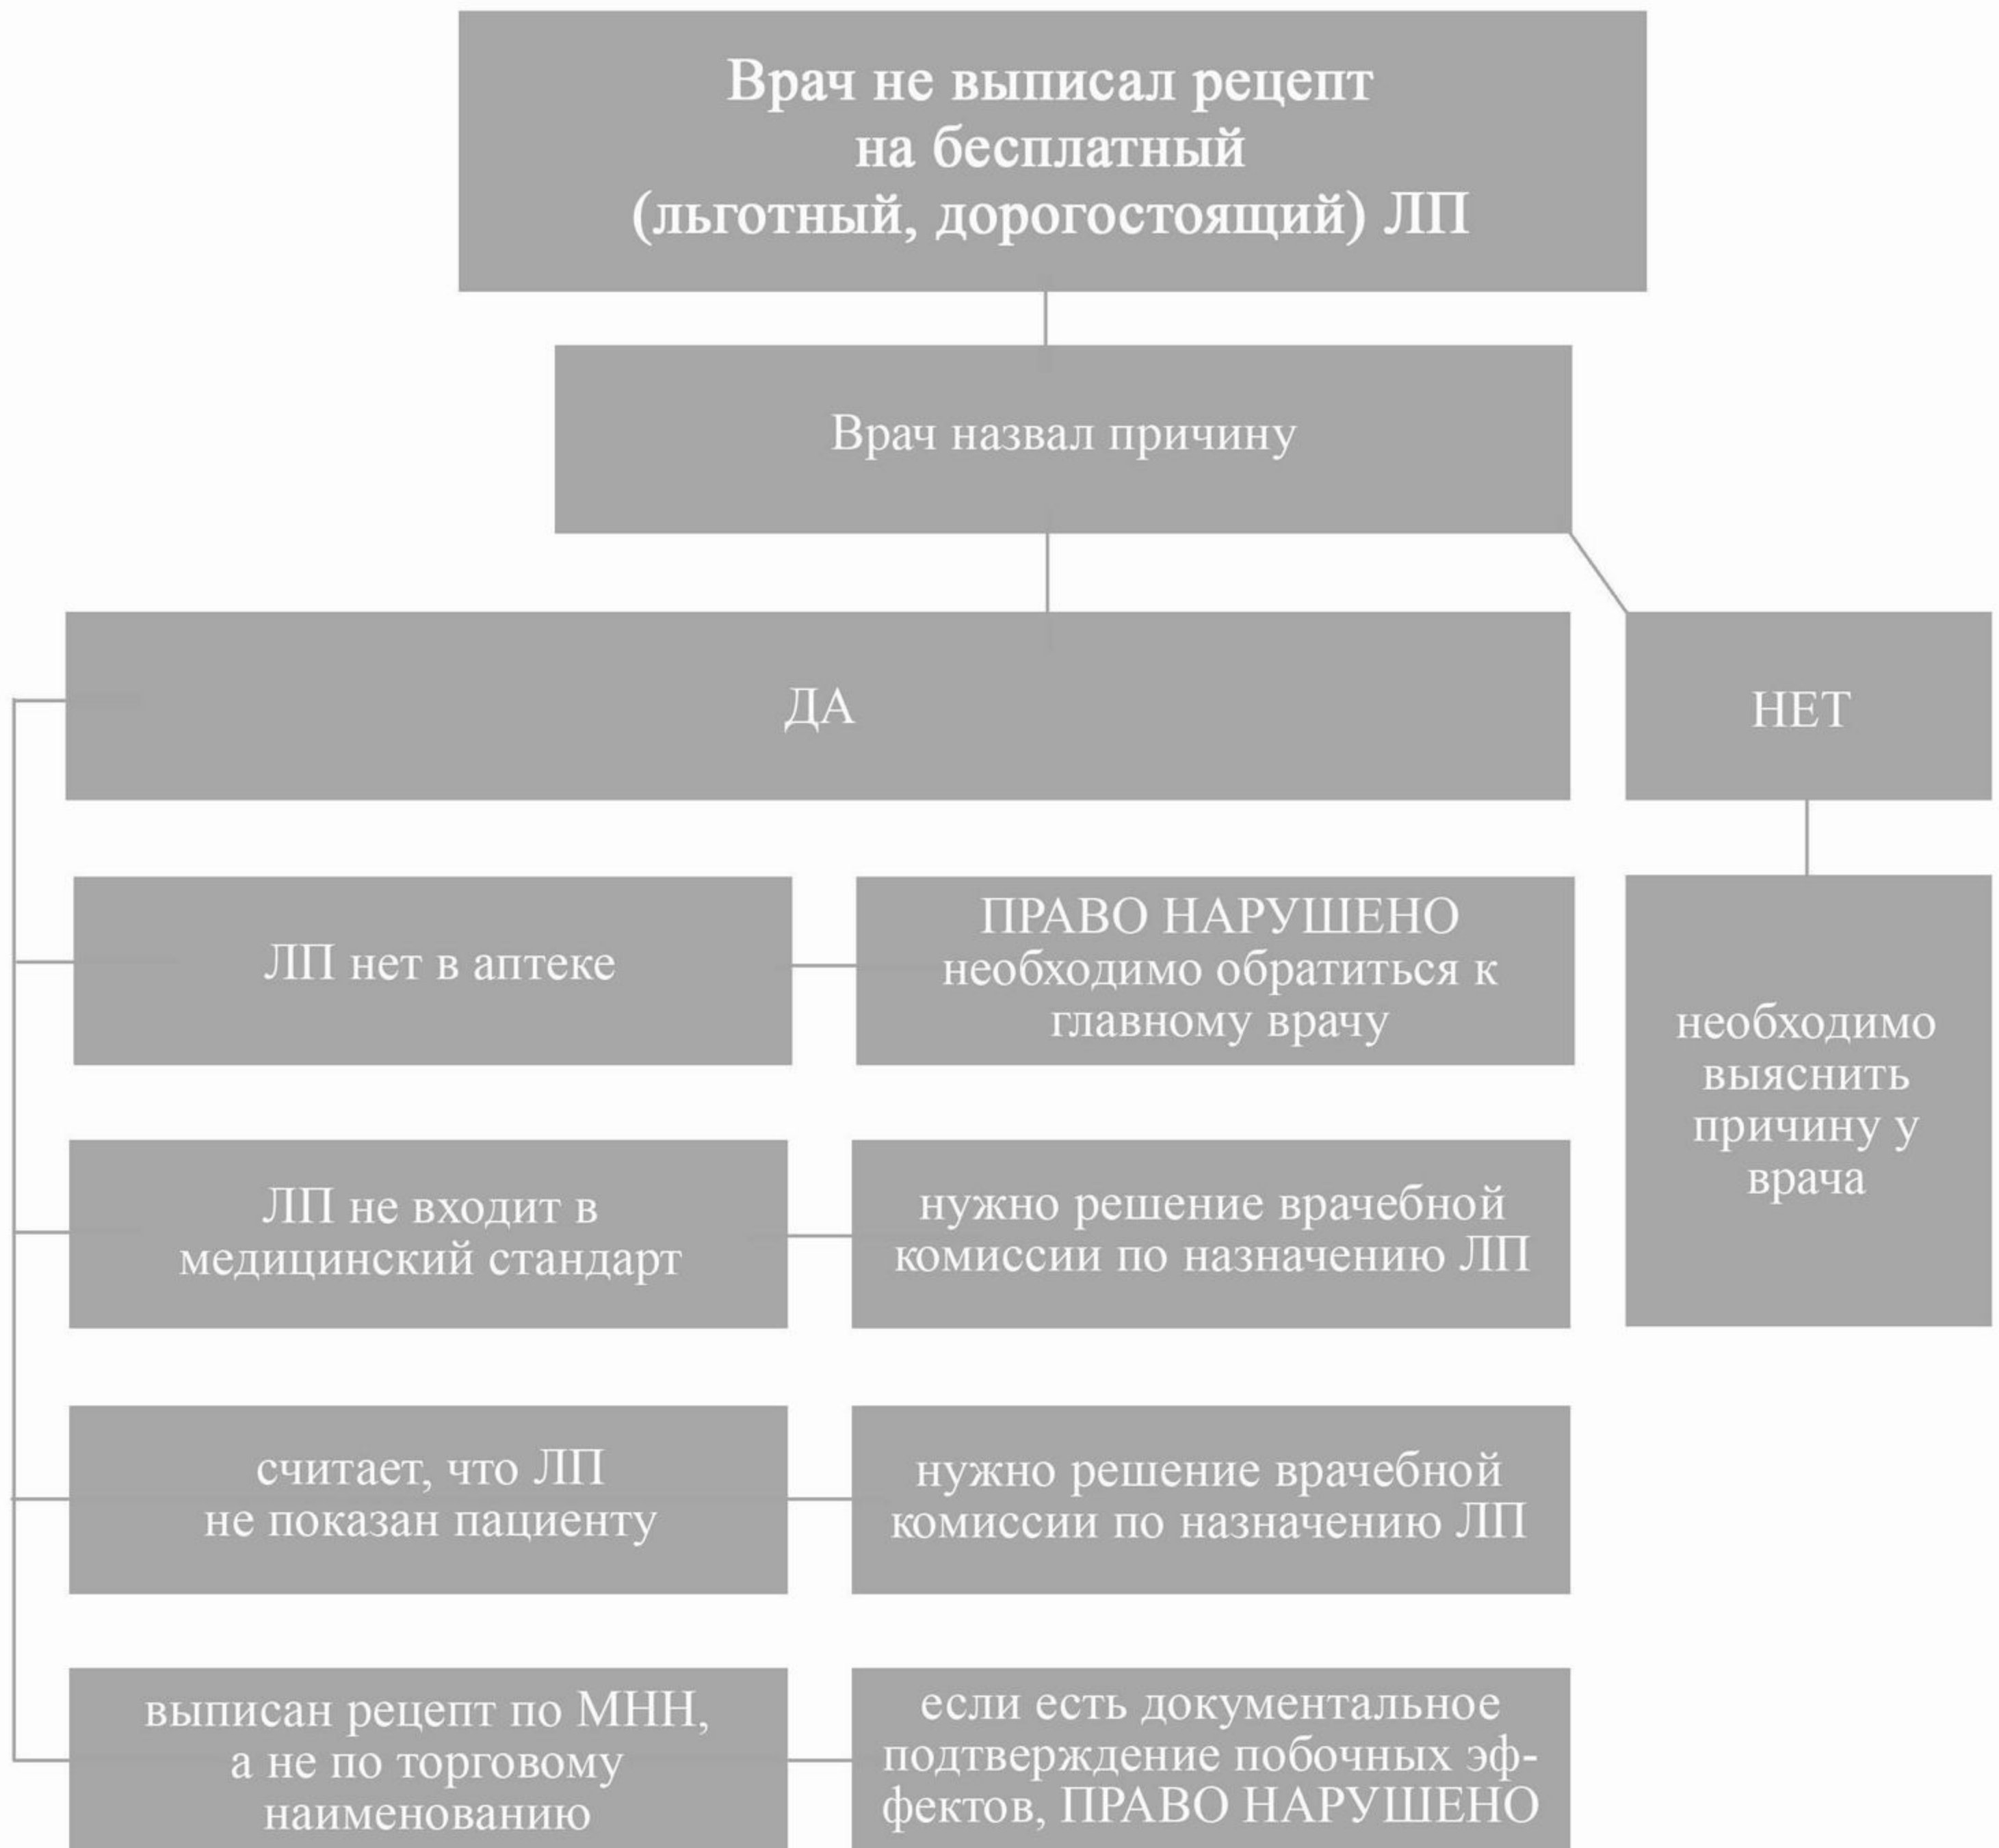 Врач не выписал рецепт
на бесплатный
(льготный, дорогостоящий) ЛП
Врач назвал причину
ДА
НЕТ
ЛП нет в аптеке
ПРАВО НАРУШЕНО
необходимо обратиться к
главному врачу
необходимо
выяснить
причину у
врача
ЛП не входит в
медицинский стандарт
нужно решение врачебной
комиссии по назначению ЛП
считает, что ЛП
не показан пациенту
нужно решение врачебной
комиссии по назначению ЛП
выписан рецепт по МНН,
а не по торговому
наименованию
если есть документальное
подтверждение побочных эф-
фектов, ПРАВО НАРУШЕНО